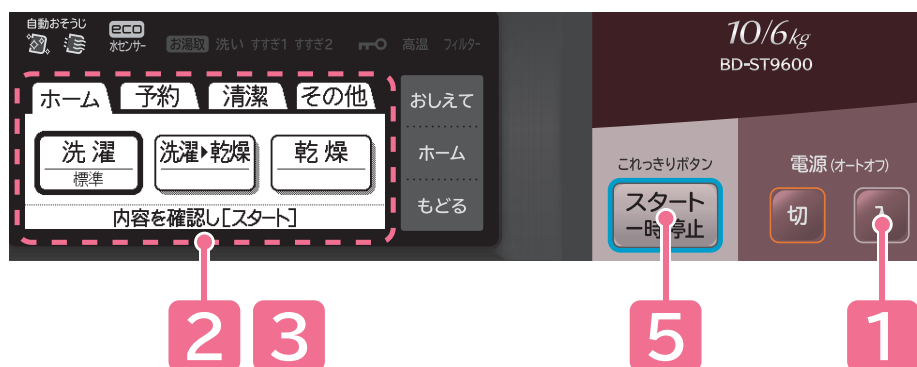 自動おそうじ
eco
水センサー
お湯取 洗い すすぎ1 すすぎ2 高温 フィルター
ホーム 予約 清潔 その他
洗濯 標準
洗濯▶乾燥
乾燥
内容を確認し[スタート]
おしえて
ホーム
もどる
10/6kg
BD-ST9600
これっきりボタン
スタート
一時停止
電源(オートオフ)
切 入
2 3 5 1